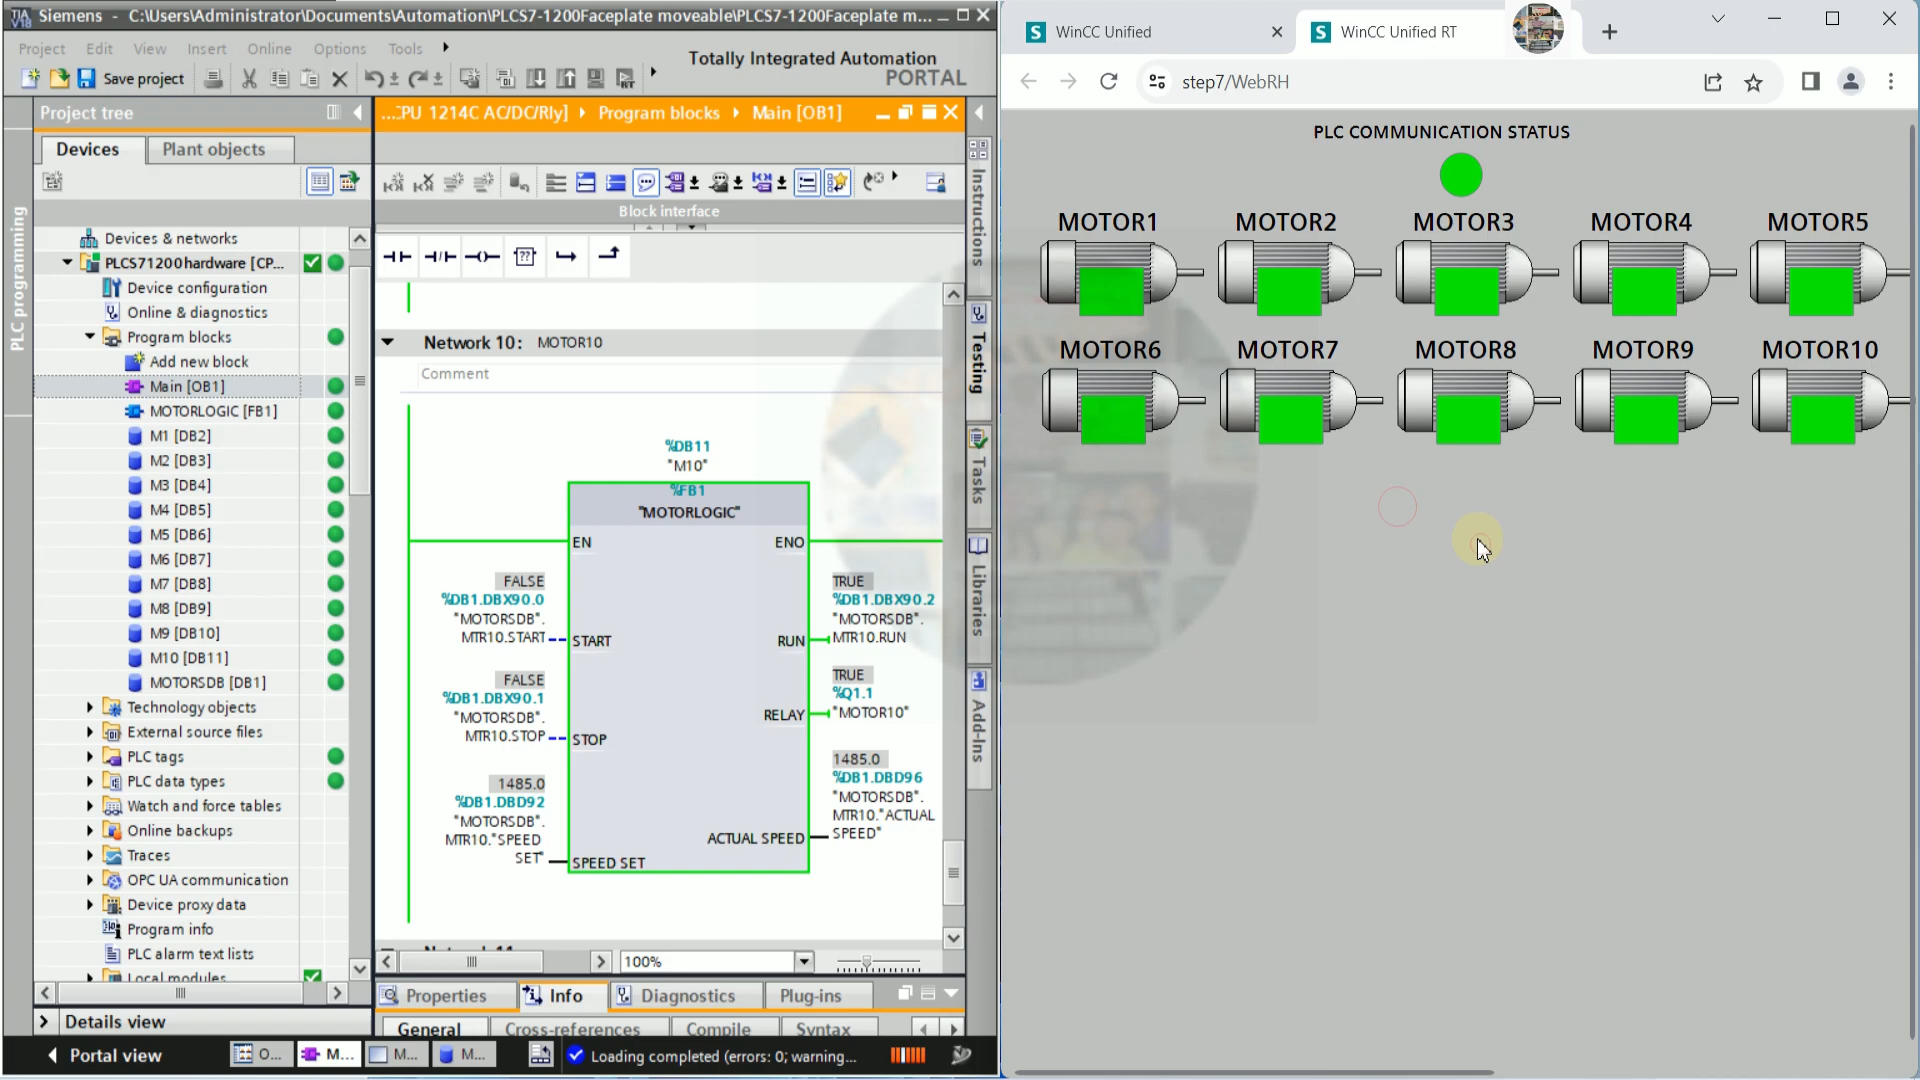 Siemens - C:\Users\Administrator\Documents\Automation\PLCS7-1200Faceplate moveable\PLCS7-1200Faceplate m...
Project Edit View Insert Online Options Tools
Totally Integrated Automation
PORTAL
Save project
Project tree
...:PU 1214C AC/DC/Rly] Program blocks Main [OB1]
Devices Plant objects
PLC programming
Block interface
Devices & networks
PLCS71200hardware [CP...
Device configuration
Online & diagnostics
Program blocks
Add new block
Main [OB1]
MOTORLOGIC [FB1]
M1 [DB2]
M2 [DB3]
M3 [DB4]
M4 [DB5]
M5 [DB6]
M6 [DB7]
M7 [DB8]
M8 [DB9]
M9 [DB10]
M10 [DB11]
MOTORSDB [DB1]
Technology objects
External source files
PLC tags
PLC data types
Watch and force tables
Online backups
Traces
OPC UA communication
Device proxy data
Program info
PLC alarm text lists
Local modules
Details view
Portal view
Network 10: MOTOR10
Comment
%DB11
"M10"
%FB1
"MOTORLOGIC"
EN ENO
FALSE
%DB1.DBX90.0
"MOTORSDB".
MTR10.START
START
FALSE
%DB1.DBX90.1
"MOTORSDB".
MTR10.STOP
STOP
1485.0
%DB1.DBD92
"MOTORSDB".
MTR10."SPEED
SET"
SPEED SET
TRUE
%DB1.DBX90.2
"MOTORSDB".
MTR10.RUN
RUN
TRUE
%Q1.1
"MOTOR10"
RELAY
1485.0
%DB1.DBD96
"MOTORSDB".
MTR10."ACTUAL
SPEED"
ACTUAL SPEED
100%
Properties Info Diagnostics Plug-ins
General Cross-references Compile Syntax
O... M... M... M...
Loading completed (errors: 0; warning...
Instructions
Testing
Tasks
Libraries
Add-Ins
WinCC Unified
WinCC Unified RT
step7/WebRH
PLC COMMUNICATION STATUS
MOTOR1 MOTOR2 MOTOR3 MOTOR4 MOTOR5
MOTOR6 MOTOR7 MOTOR8 MOTOR9 MOTOR10